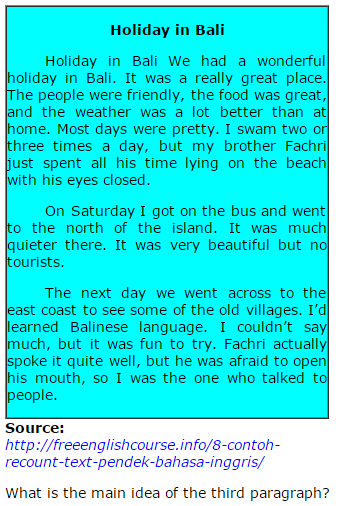 Holiday in Bali
Holiday in Bali We had a wonderful
holiday in Bali. It was a really great place.
The people were friendly, the food was great,
and the weather was a lot better than at
home. Most days were pretty. I swam two or
three times a day, but my brother Fachri
just spent all his time lying on the beach
with his eyes closed.
On Saturday I got on the bus and went
to the north of the island. It was much
quieter there. It was very beautiful but no
tourists.
The next day we went across to the
east coast to see some of the old villages. I’d
learned Balinese language. I couldn’t say
much, but it was fun to try. Fachri actually
spoke it quite well, but he was afraid to open
his mouth, so I was the one who talked to
people.
Source:
http://freeenglishcourse.info/8-contoh-
recount-text-pendek-bahasa-inggris/
What is the main idea of the third paragraph?